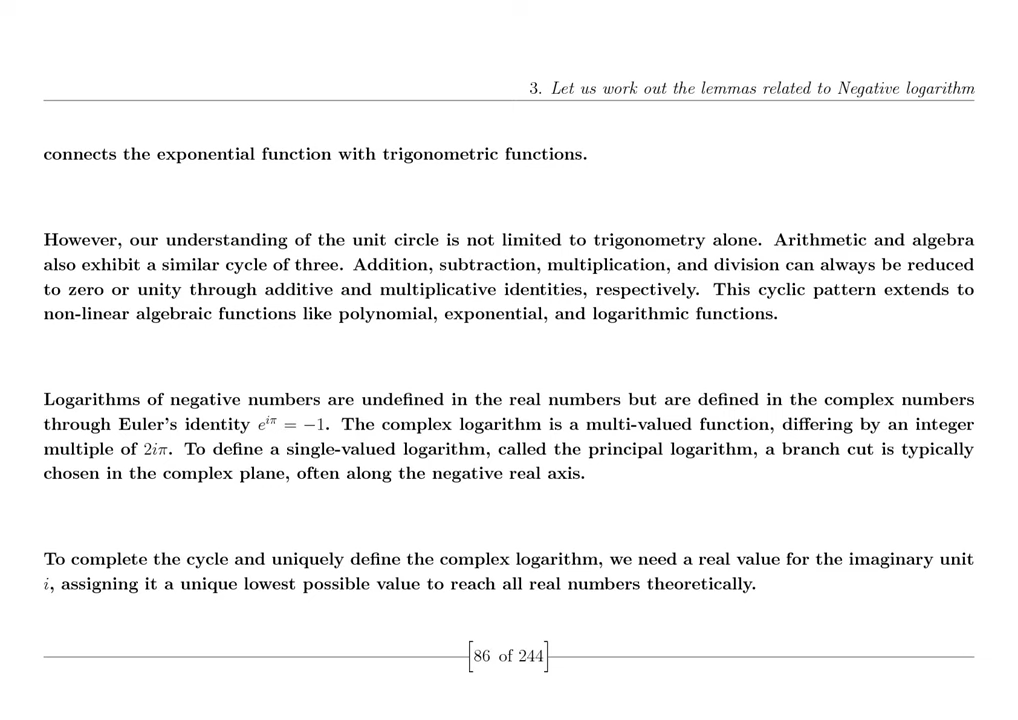 3. Let us work out the lemmas related to Negative logarithm
connects the exponential function with trigonometric functions.
However, our understanding of the unit circle is not limited to trigonometry alone. Arithmetic and algebra
also exhibit a similar cycle of three. Addition, subtraction, multiplication, and division can always be reduced
to zero or unity through additive and multiplicative identities, respectively. This cyclic pattern extends to
non-linear algebraic functions like polynomial, exponential, and logarithmic functions.
Logarithms of negative numbers are undefined in the real numbers but are defined in the complex numbers
through Euler's identity $e^{i\pi} = -1$. The complex logarithm is a multi-valued function, differing by an integer
multiple of $2i\pi$. To define a single-valued logarithm, called the principal logarithm, a branch cut is typically
chosen in the complex plane, often along the negative real axis.
To complete the cycle and uniquely define the complex logarithm, we need a real value for the imaginary unit
$i$, assigning it a unique lowest possible value to reach all real numbers theoretically.
[86 of 244]